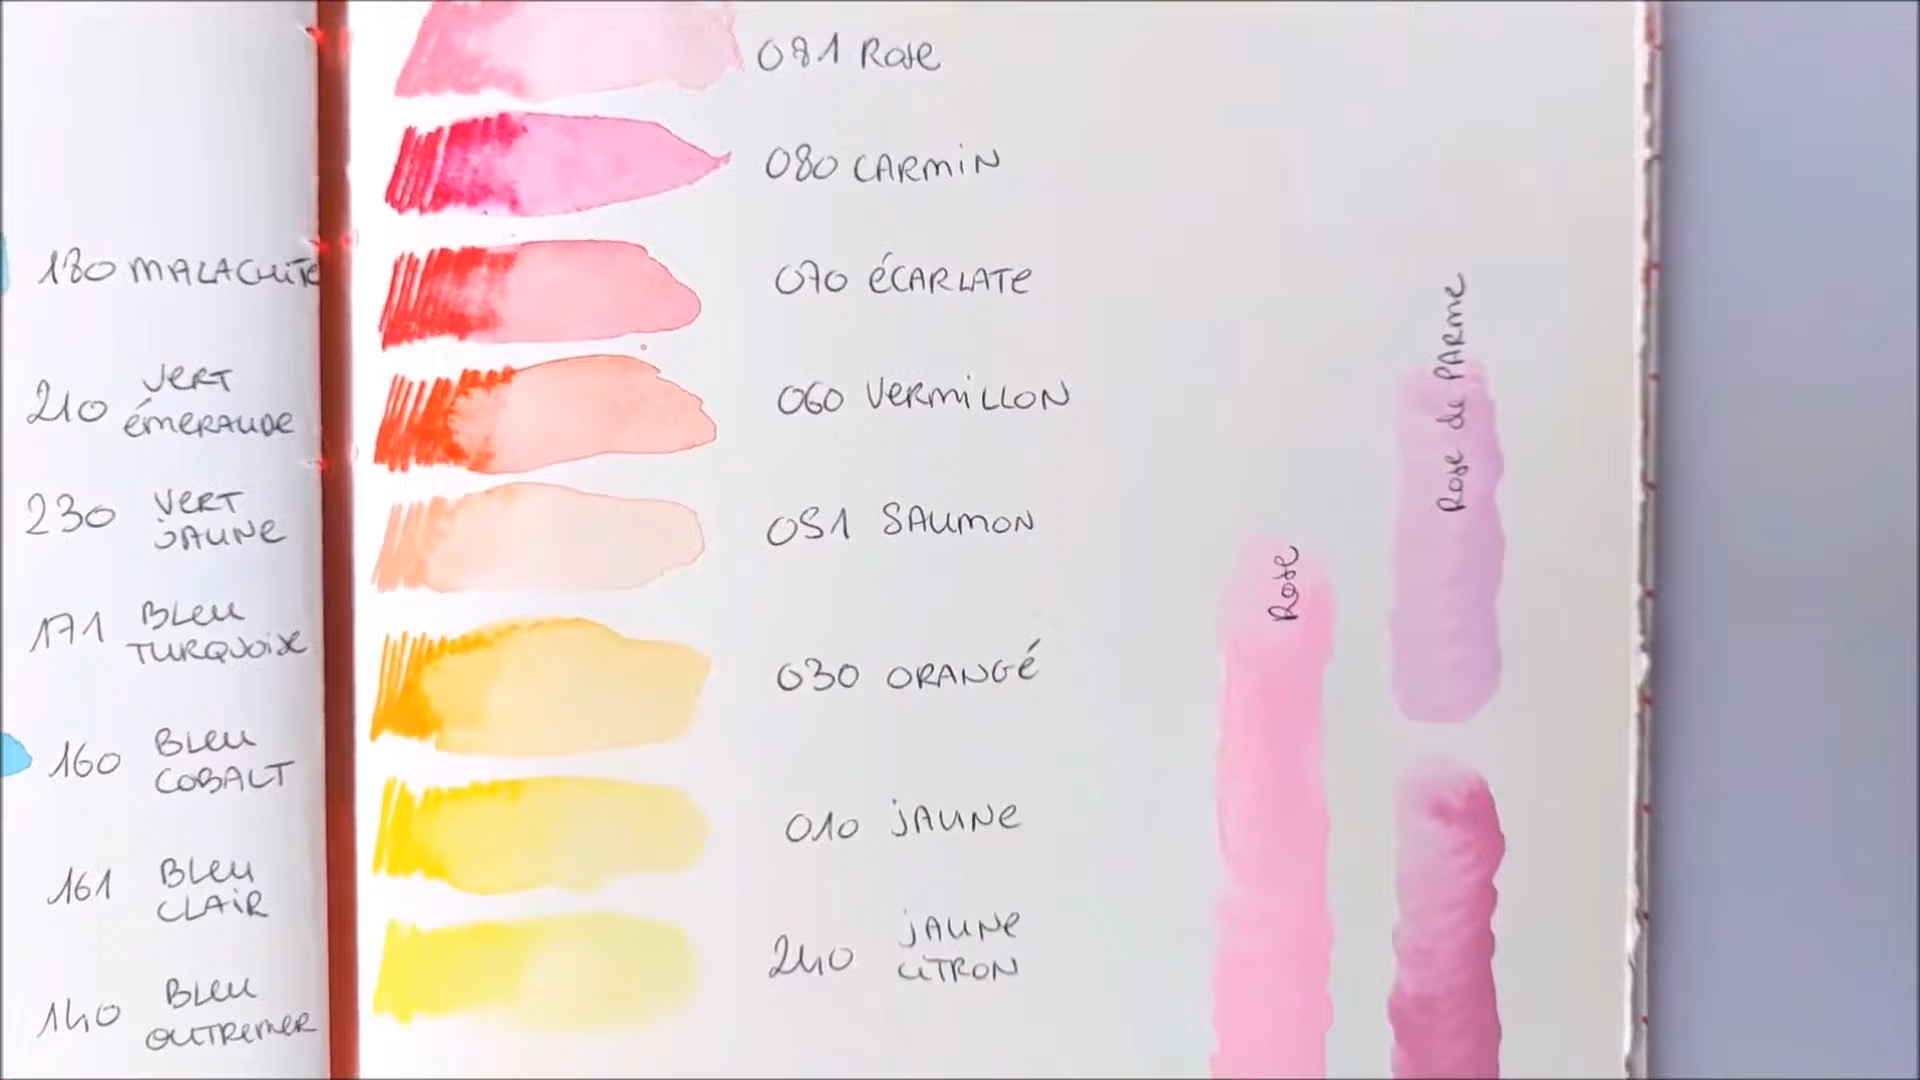 180 MALACHITE
210 VERT
émeRAUDE
230 VERT
JAUNE
171 BLeu
TURQUOISE
160 BLeu
COBALT
161 BLeu
CLAIR
140 BLeu
OUTRemeR
081 Rose
080 CARMIN
070 éCARLATE
060 VeRmiLLON
051 SAUMON
030 ORANGÉ
010 JAUNe
240 JAUNe
CITRON
Rose
Rose de PARme